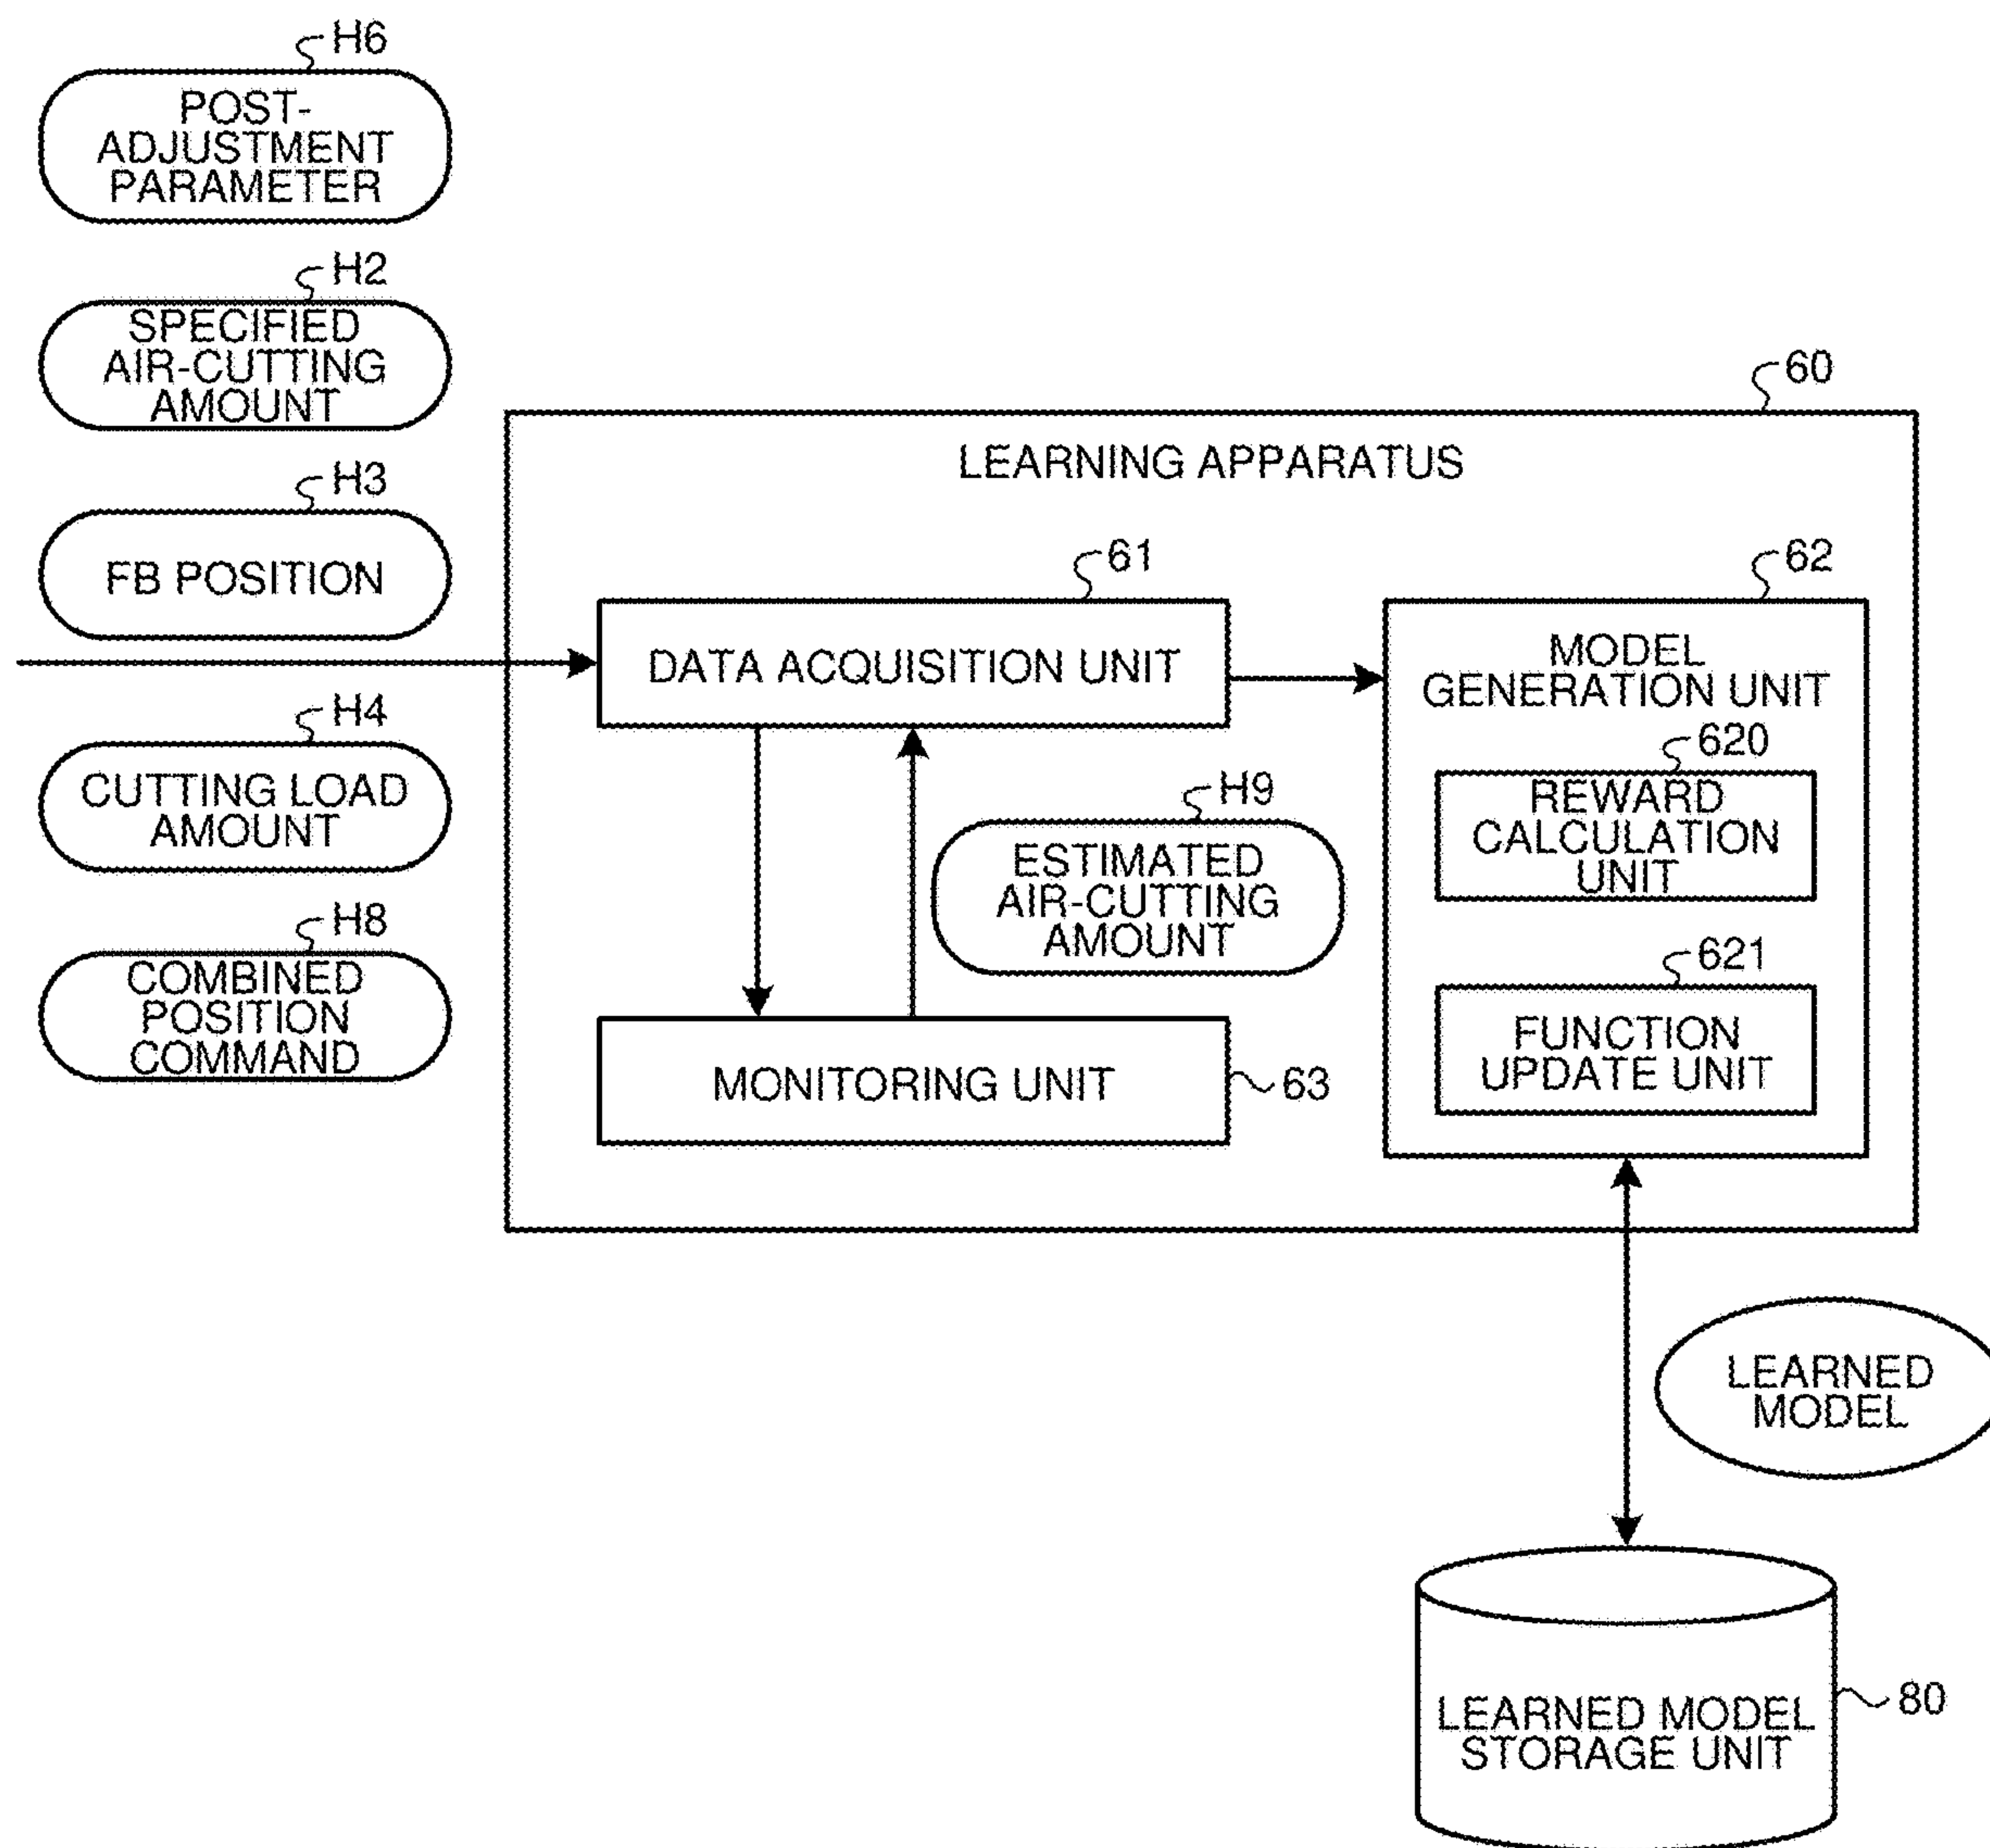 H6
POST-
ADJUSTMENT
PARAMETER
H2
SPECIFIED
AIR-CUTTING
AMOUNT
H3
FB POSITION
H4
CUTTING LOAD
AMOUNT
H8
COMBINED
POSITION
COMMAND
60
LEARNING APPARATUS
61
DATA ACQUISITION UNIT
H9
ESTIMATED
AIR-CUTTING
AMOUNT
MONITORING UNIT
63
62
MODEL
GENERATION UNIT
620
REWARD
CALCULATION
UNIT
621
FUNCTION
UPDATE UNIT
LEARNED
MODEL
LEARNED MODEL
STORAGE UNIT
80